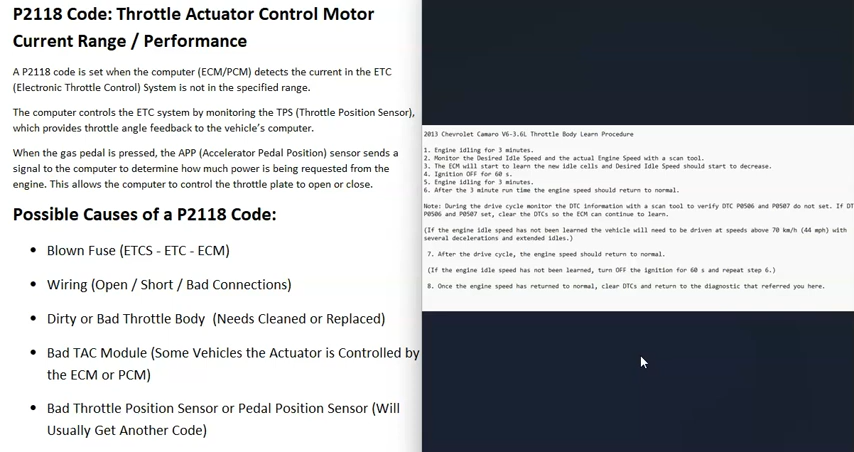 P2118 Code: Throttle Actuator Control Motor
Current Range / Performance
A P2118 code is set when the computer (ECM/PCM) detects the current in the ETC
(Electronic Throttle Control) System is not in the specified range.
The computer controls the ETC system by monitoring the TPS (Throttle Position Sensor),
which provides throttle angle feedback to the vehicle's computer.
When the gas pedal is pressed, the APP (Accelerator Pedal Position) sensor sends a
signal to the computer to determine how much power is being requested from the
engine. This allows the computer to control the throttle plate to open or close.
Possible Causes of a P2118 Code:
• Blown Fuse (ETCS - ETC - ECM)
• Wiring (Open / Short / Bad Connections)
• Dirty or Bad Throttle Body (Needs Cleaned or Replaced)
• Bad TAC Module (Some Vehicles the Actuator is Controlled by
the ECM or PCM)
• Bad Throttle Position Sensor or Pedal Position Sensor (Will
Usually Get Another Code)
2013 Chevrolet Camaro V6-3.6L Throttle Body Learn Procedure
1. Engine idling for 3 minutes.
2. Monitor the Desired Idle Speed and the actual Engine Speed with a scan tool.
3. The ECM will start to learn the new idle cells and Desired Idle Speed should start to decrease.
4. Ignition OFF for 60 s.
5. Engine idling for 3 minutes.
6. After the 3 minute run time the engine speed should return to normal.
Note: During the drive cycle monitor the DTC information with a scan tool to verify DTC P0506 and P0507 do not set. If DT
P0506 and P0507 set, clear the DTCs so the ECM can continue to learn.
(If the engine idle speed has not been learned the vehicle will need to be driven at speeds above 70 km/h (44 mph) with
several decelerations and extended idles.)
7. After the drive cycle, the engine speed should return to normal.
(If the engine idle speed has not been learned, turn OFF the ignition for 60 s and repeat step 6.)
8. Once the engine speed has returned to normal, clear DTCs and return to the diagnostic that referred you here.